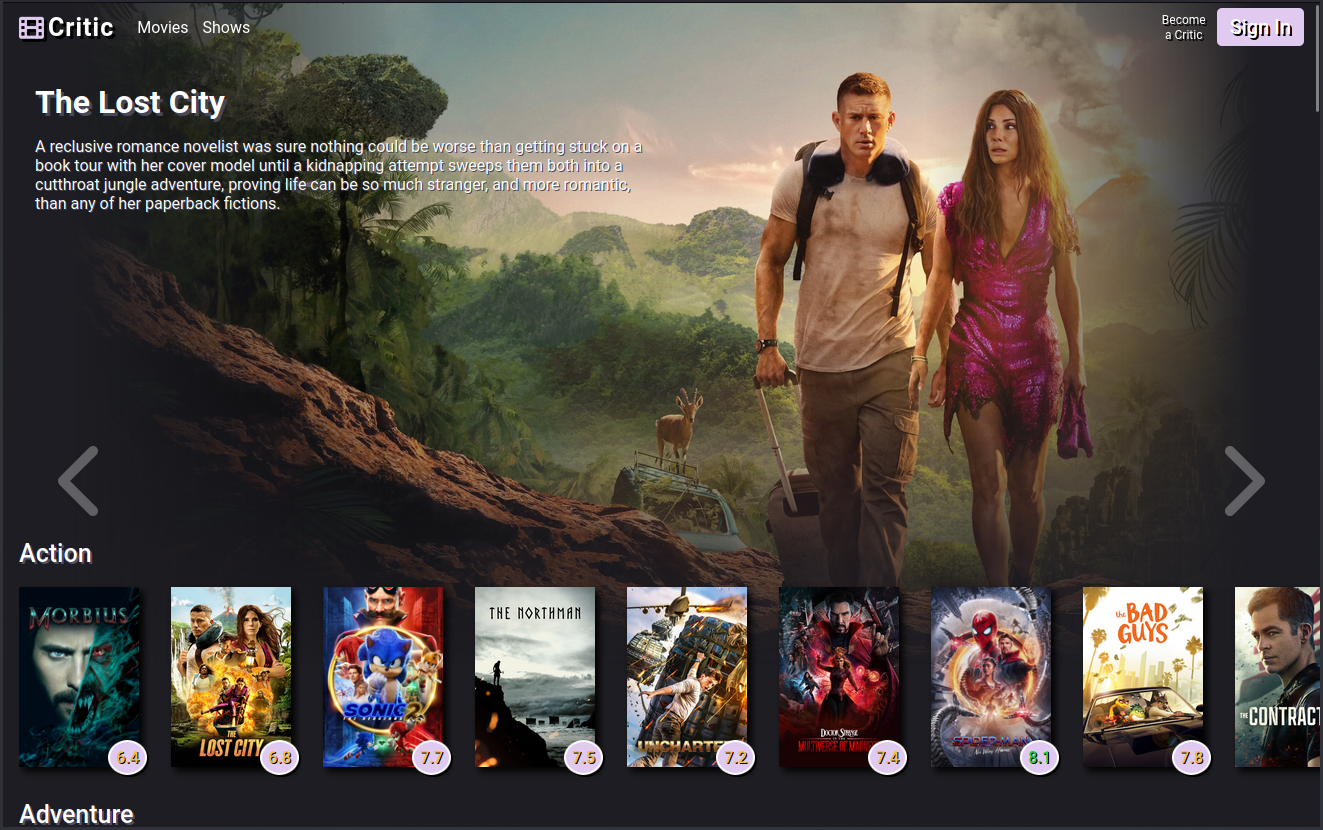 Critic
Movies Shows
Become
a Critic
Sign In
The Lost City
A reclusive romance novelist was sure nothing could be worse than getting stuck on a
book tour with her cover model until a kidnapping attempt sweeps them both into a
cutthroat jungle adventure, proving life can be so much stranger, and more romantic,
than any of her paperback fictions.
Action
MORBIUS
THE LOST CITY
SONIC 2
THE NORTHMAN
UNCHARTE
DOCTOR STRANGE
IN THE
MULTIVERSE OF MADN
SPIDER-MAN
NO WAY HOME
the BAD
GUYS
THE CONTRACT
6.4
6.8
7.7
7.5
7.2
7.4
8.1
7.8
Adventure